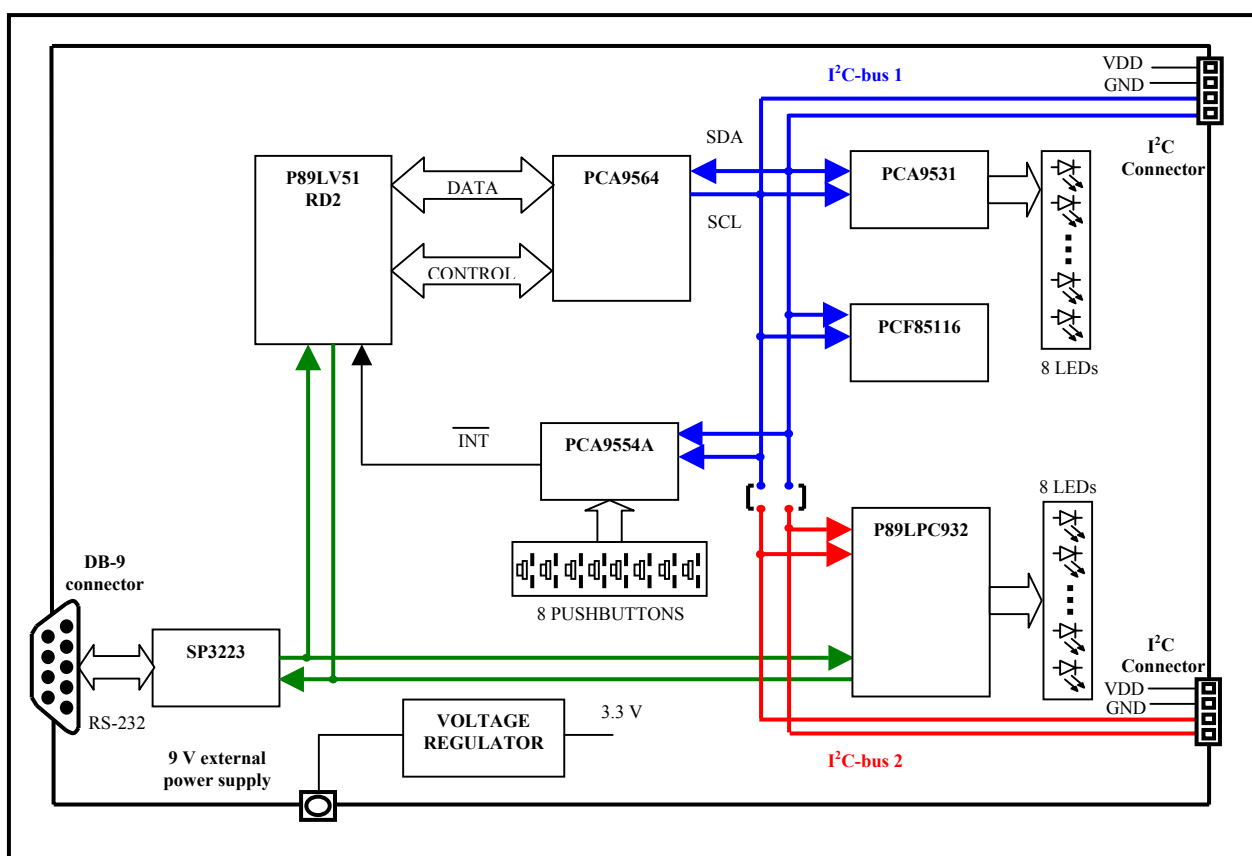 I²C-bus 1
VDD
GND
I²C
Connector
P89LV51
RD2
DATA
CONTROL
PCA9564
SDA
SCL
PCA9531
8 LEDs
PCF85116
INT
PCA9554A
8 PUSHBUTTONS
P89LPC932
8 LEDs
DB-9
connector
SP3223
RS-232
I²C
Connector
VDD
GND
VOLTAGE
REGULATOR
3.3 V
9 V external
power supply
I²C-bus 2